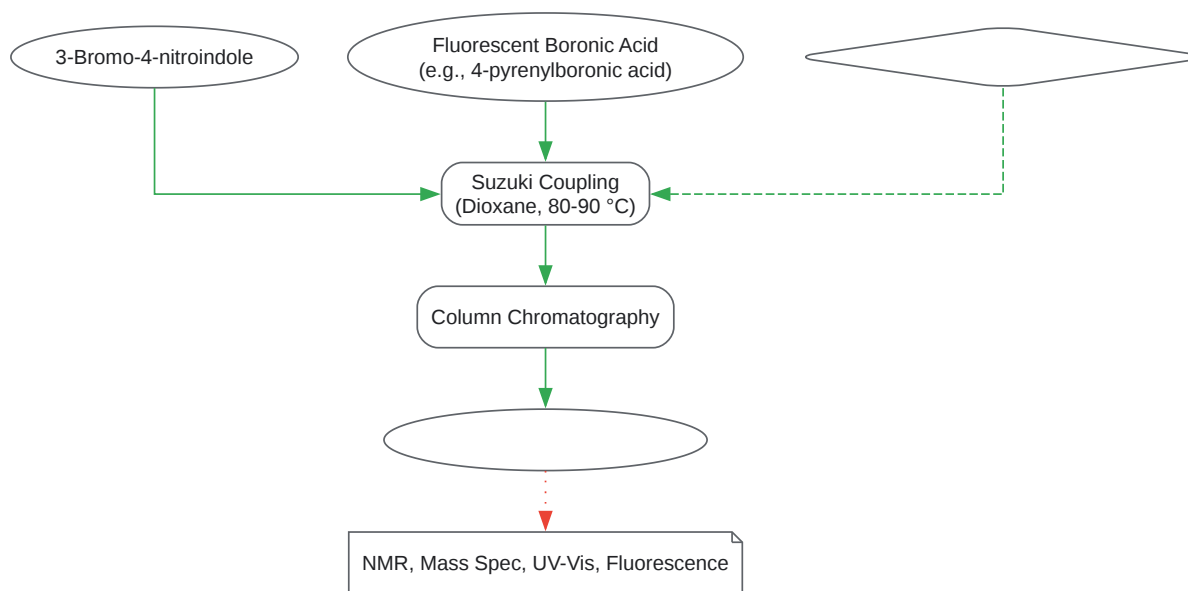 3-Bromo-4-nitroindole
Fluorescent Boronic Acid
(e.g., 4-pyrenylboronic acid)
Suzuki Coupling
(Dioxane, 80-90 °C)
Column Chromatography
NMR, Mass Spec, UV-Vis, Fluorescence